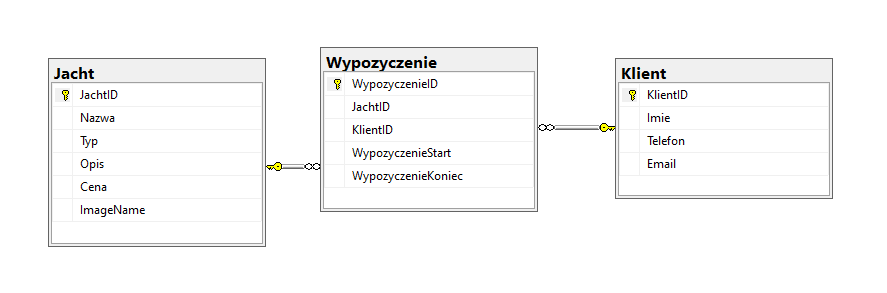 Jacht
JachtID
Nazwa
Typ
Opis
Cena
ImageName
Wypozyczenie
WypozyczenieID
JachtID
KlientID
WypozyczenieStart
WypozyczenieKoniec
Klient
KlientID
Imie
Telefon
Email